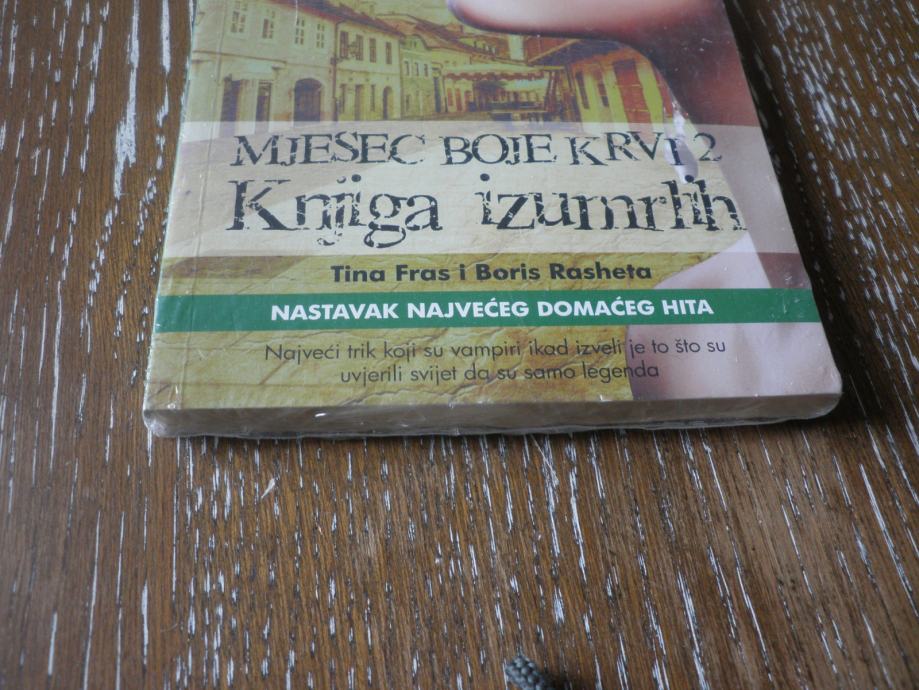 MJESEC BOJE KRVI 2
Knjiga izumrlih
Tina Fras i Boris Rasheta
NASTAVAK NAJVEĆEG DOMAĆEG HITA
Najveći trik koji su vampiri ikad izveli je to što su
uvjerili svijet da su samo legenda